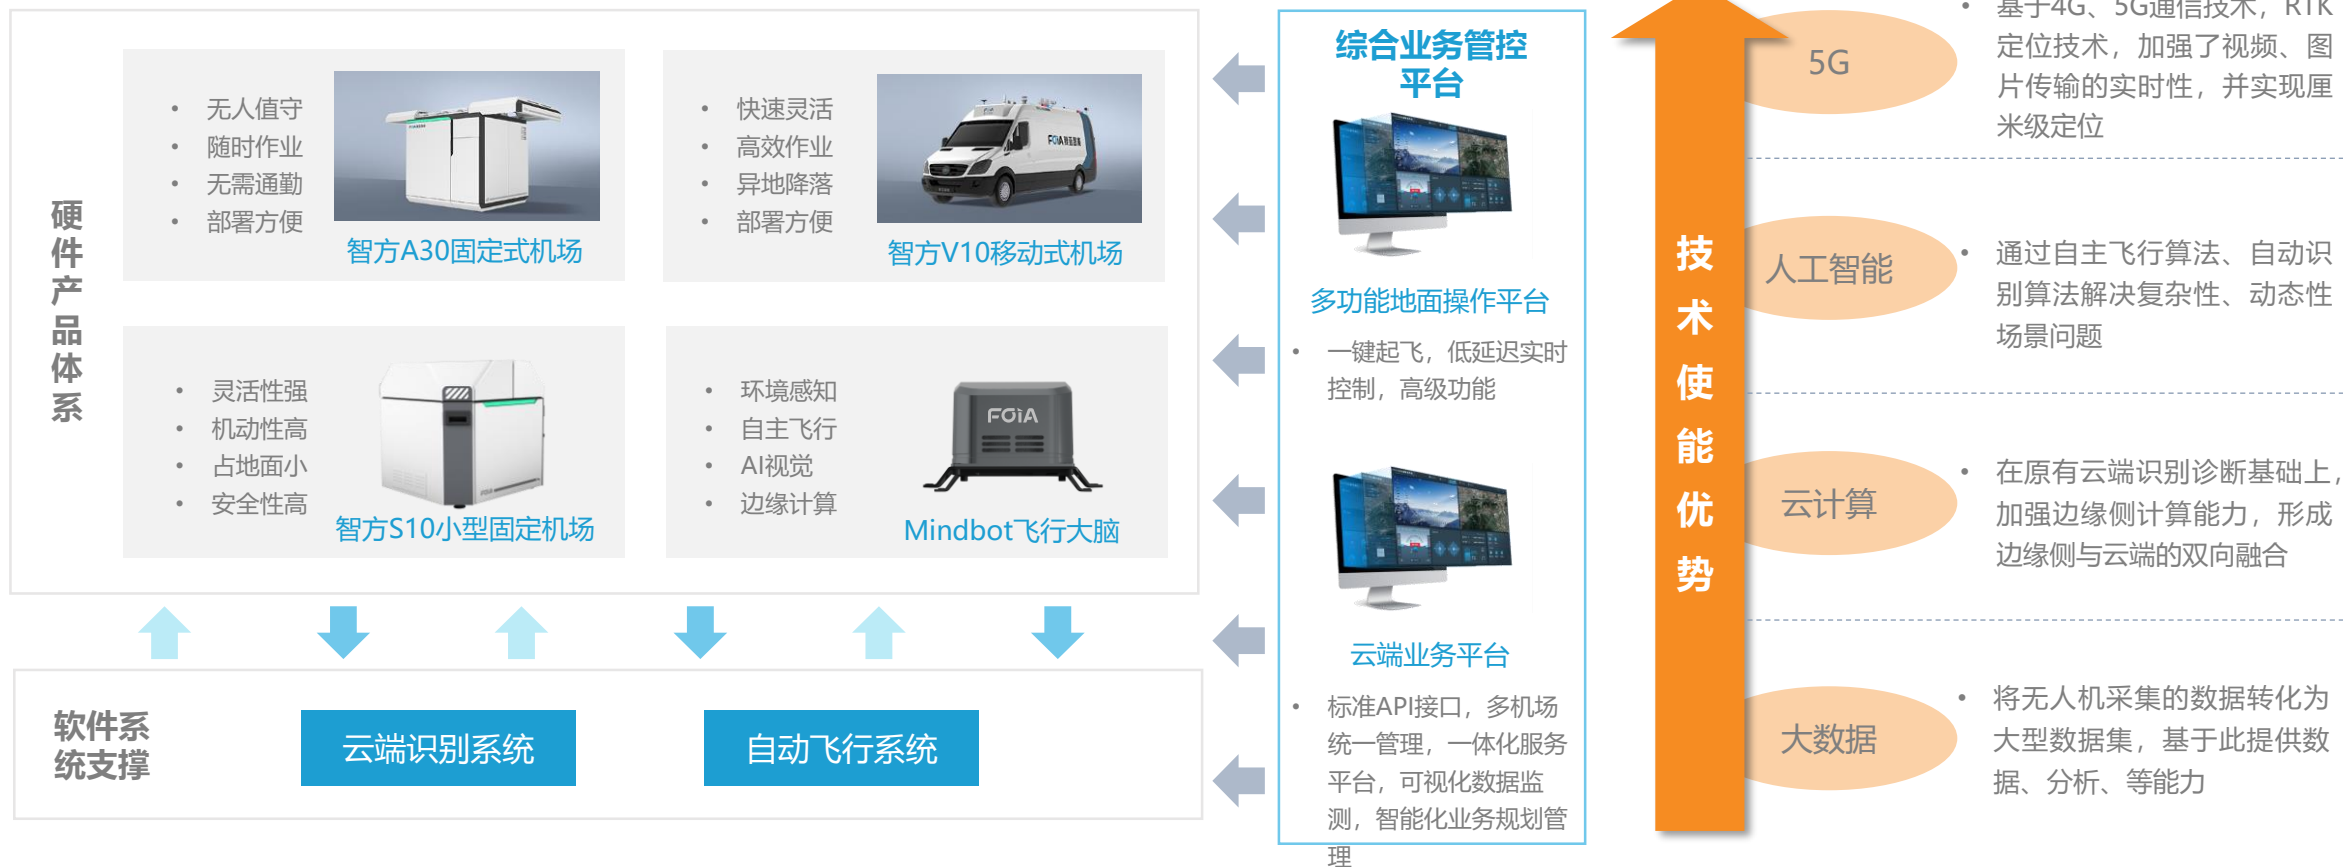 硬件产品体系
无人值守
随时作业
无需通勤
部署方便
智方A30固定式机场
快速灵活
高效作业
异地降落
部署方便
FOIA
智方V10移动式机场
灵活性强
机动性高
占地面小
安全性高
FOIA
智方S10小型固定机场
环境感知
自主飞行
AI视觉
边缘计算
FOIA
Mindbot飞行大脑
软件系
统支撑
云端识别系统
自动飞行系统
综合业务管控
平台
多功能地面操作平台
一键起飞，低延迟实时
控制，高级功能
云端业务平台
标准API接口，多机场
统一管理，一体化服务
平台，可视化数据监
测，智能化业务规划管
理
技术使能优势
5G
基于4G、5G通信技术，RTK
定位技术，加强了视频、图
片传输的实时性，并实现厘
米级定位
人工智能
通过自主飞行算法、自动识
别算法解决复杂性、动态性
场景问题
云计算
在原有云端识别诊断基础上，
加强边缘侧计算能力，形成
边缘侧与云端的双向融合
大数据
将无人机采集的数据转化为
大型数据集，基于此提供数
据、分析、等能力